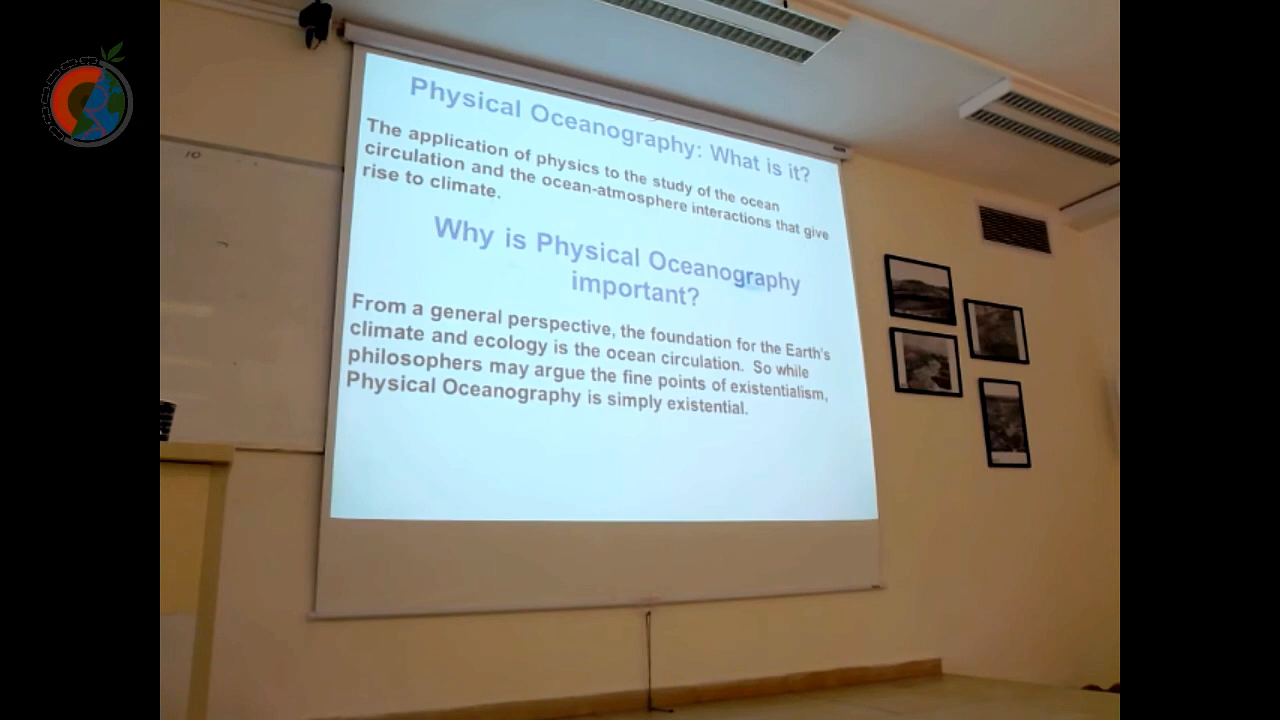 Physical Oceanography: What is it?
The application of physics to the study of the ocean
circulation and the ocean-atmosphere interactions that give
rise to climate.
Why is Physical Oceanography
important?
From a general perspective, the foundation for the Earth's
climate and ecology is the ocean circulation. So while
philosophers may argue the fine points of existentialism,
Physical Oceanography is simply existential.
10